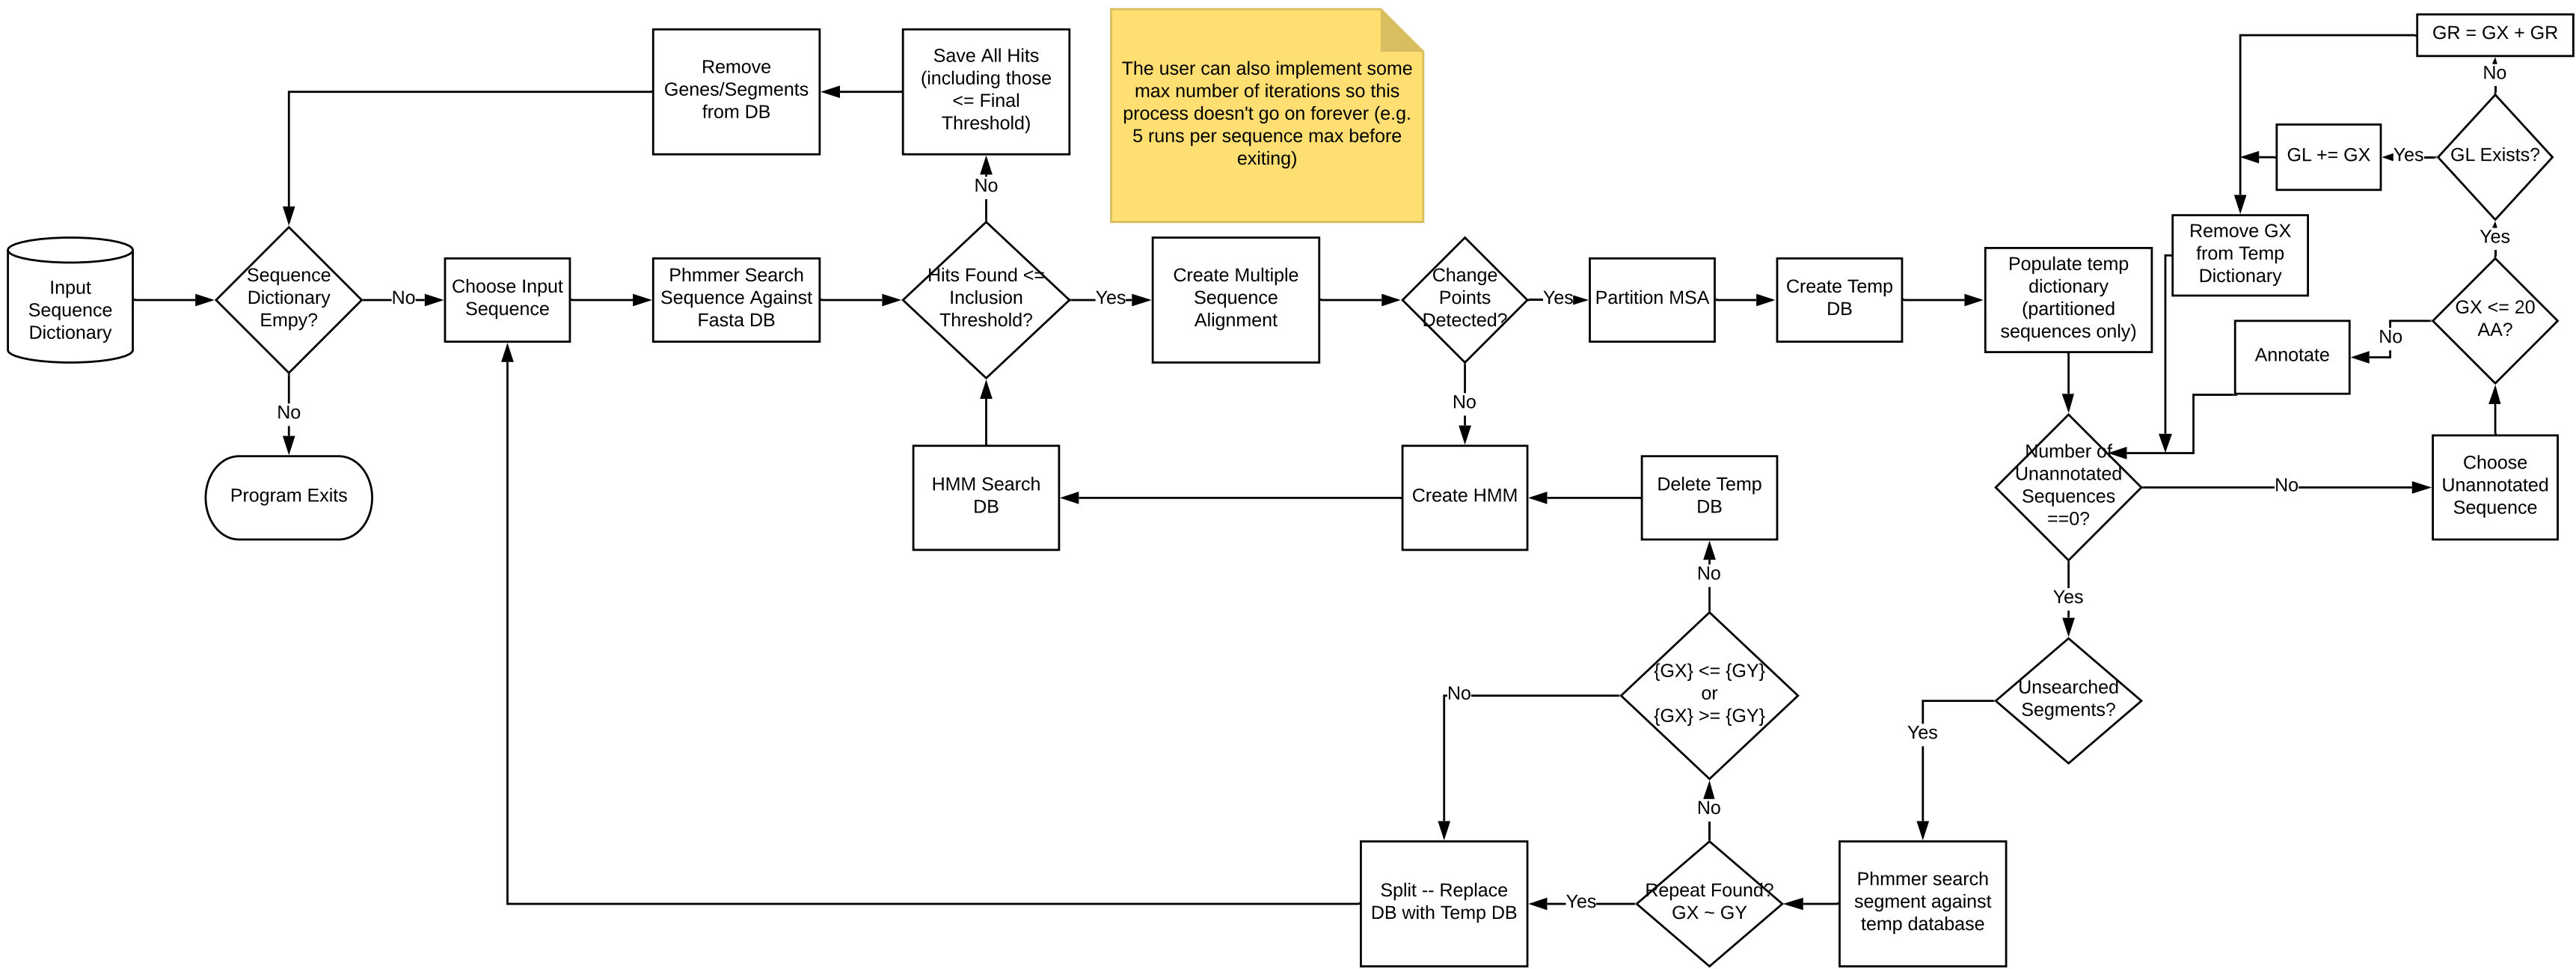 Input
Sequence
Dictionary
Sequence
Dictionary
Empy?
No
No
Program Exits
Choose Input
Sequence
Remove
Genes/Segments
from DB
Phmmer Search
Sequence Against
Fasta DB
Save All Hits
(including those
<= Final
Threshold)
No
Hits Found <=
Inclusion
Threshold?
Yes
HMM Search
DB
The user can also implement some
max number of iterations so this
process doesn't go on forever (e.g.
5 runs per sequence max before
exiting)
Create Multiple
Sequence
Alignment
Change
Points
Detected?
Yes
No
Create HMM
Partition MSA
Create Temp
DB
Delete Temp
DB
No
{GX} <= {GY}
or
{GX} >= {GY}
No
No
Split -- Replace
DB with Temp DB
Yes
Repeat Found?
GX ~ GY
Phmmer search
segment against
temp database
Yes
Unsearched
Segments?
Yes
Populate temp
dictionary
(partitioned
sequences only)
Number of
Unannotated
Sequences
==0?
No
Choose
Unannotated
Sequence
GX <= 20
AA?
No
Annotate
Yes
GL Exists?
Yes
GL += GX
No
GR = GX + GR
Remove GX
from Temp
Dictionary